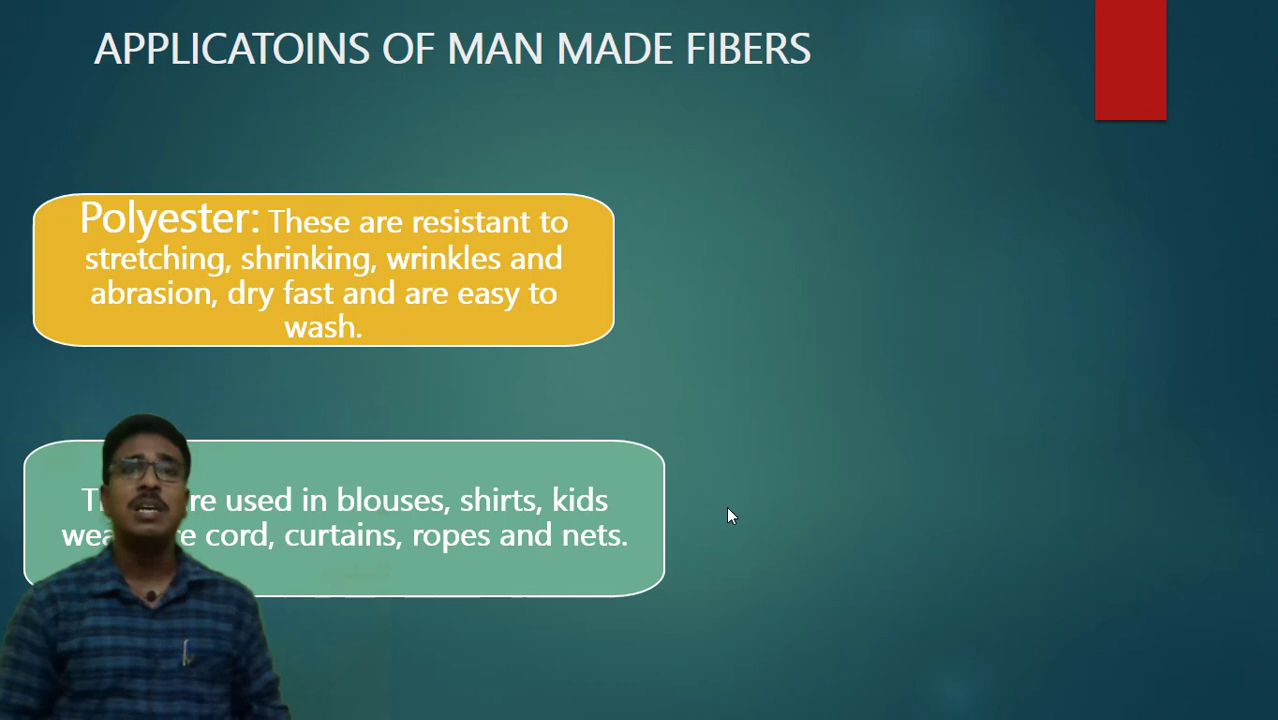 APPLICATOINS OF MAN MADE FIBERS
Polyester: These are resistant to
stretching, shrinking, wrinkles and
abrasion, dry fast and are easy to
wash.
used in blouses, shirts, kids
cord, curtains, ropes and nets.